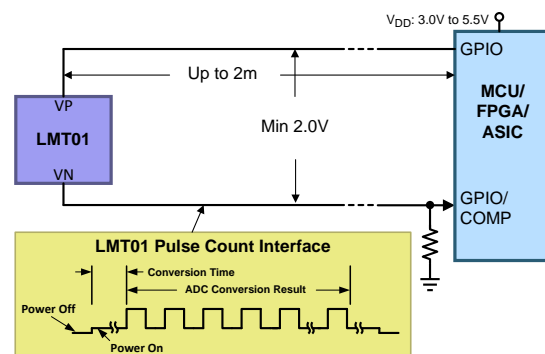 VDD: 3.0V to 5.5V
GPIO
Up to 2m
MCU/
FPGA/
ASIC
VP
LMT01
VN
Min 2.0V
GPIO/
COMP
LMT01 Pulse Count Interface
Conversion Time
ADC Conversion Result
Power Off
Power On